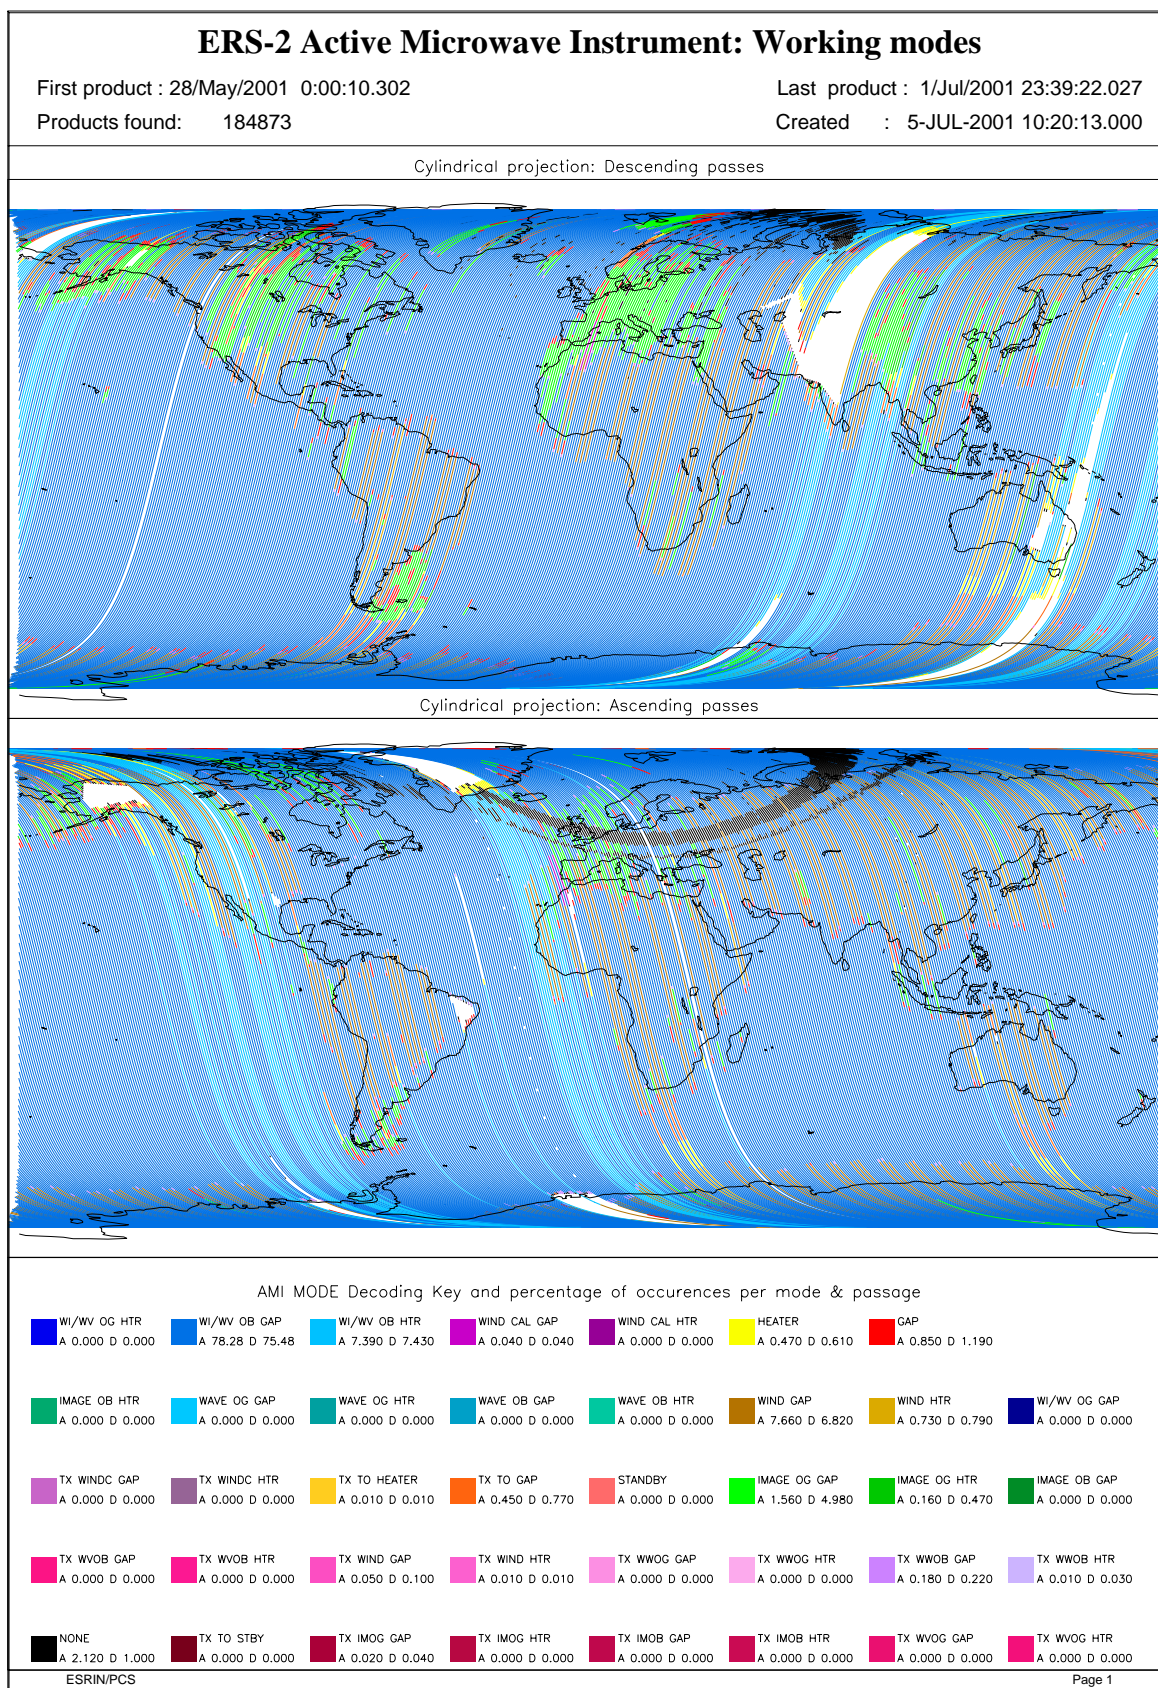 ERS-2 Active Microwave Instrument: Working modes
First product : 28/May/2001 0:00:10.302
Last product : 1/Jul/2001 23:39:22.027
Products found: 184873
Created : 5-JUL-2001 10:20:13.000
Cylindrical projection: Descending passes
Cylindrical projection: Ascending passes
AMI MODE Decoding Key and percentage of occurences per mode & passage
WI/WV OG HTR
A 0.000 D 0.000
WI/WV OB GAP
A 78.28 D 75.48
WI/WV OB HTR
A 7.390 D 7.430
WIND CAL GAP
A 0.040 D 0.040
WIND CAL HTR
A 0.000 D 0.000
HEATER
A 0.470 D 0.610
GAP
A 0.850 D 1.190
IMAGE OB HTR
A 0.000 D 0.000
WAVE OG GAP
A 0.000 D 0.000
WAVE OG HTR
A 0.000 D 0.000
WAVE OB GAP
A 0.000 D 0.000
WAVE OB HTR
A 0.000 D 0.000
WIND GAP
A 7.660 D 6.820
WIND HTR
A 0.730 D 0.790
WI/WV OG GAP
A 0.000 D 0.000
TX WINDC GAP
A 0.000 D 0.000
TX WINDC HTR
A 0.000 D 0.000
TX TO HEATER
A 0.010 D 0.010
TX TO GAP
A 0.450 D 0.770
STANDBY
A 0.000 D 0.000
IMAGE OG GAP
A 1.560 D 4.980
IMAGE OG HTR
A 0.160 D 0.470
IMAGE OB GAP
A 0.000 D 0.000
TX WVOB GAP
A 0.000 D 0.000
TX WVOB HTR
A 0.000 D 0.000
TX WIND GAP
A 0.050 D 0.100
TX WIND HTR
A 0.010 D 0.010
TX WWOG GAP
A 0.000 D 0.000
TX WWOG HTR
A 0.000 D 0.000
TX WWOB GAP
A 0.180 D 0.220
TX WWOB HTR
A 0.010 D 0.030
NONE
A 2.120 D 1.000
TX TO STBY
A 0.000 D 0.000
TX IMOG GAP
A 0.020 D 0.040
TX IMOG HTR
A 0.000 D 0.000
TX IMOB GAP
A 0.000 D 0.000
TX IMOB HTR
A 0.000 D 0.000
TX WVOG GAP
A 0.000 D 0.000
TX WVOG HTR
A 0.000 D 0.000
ESRIN/PCS
Page 1